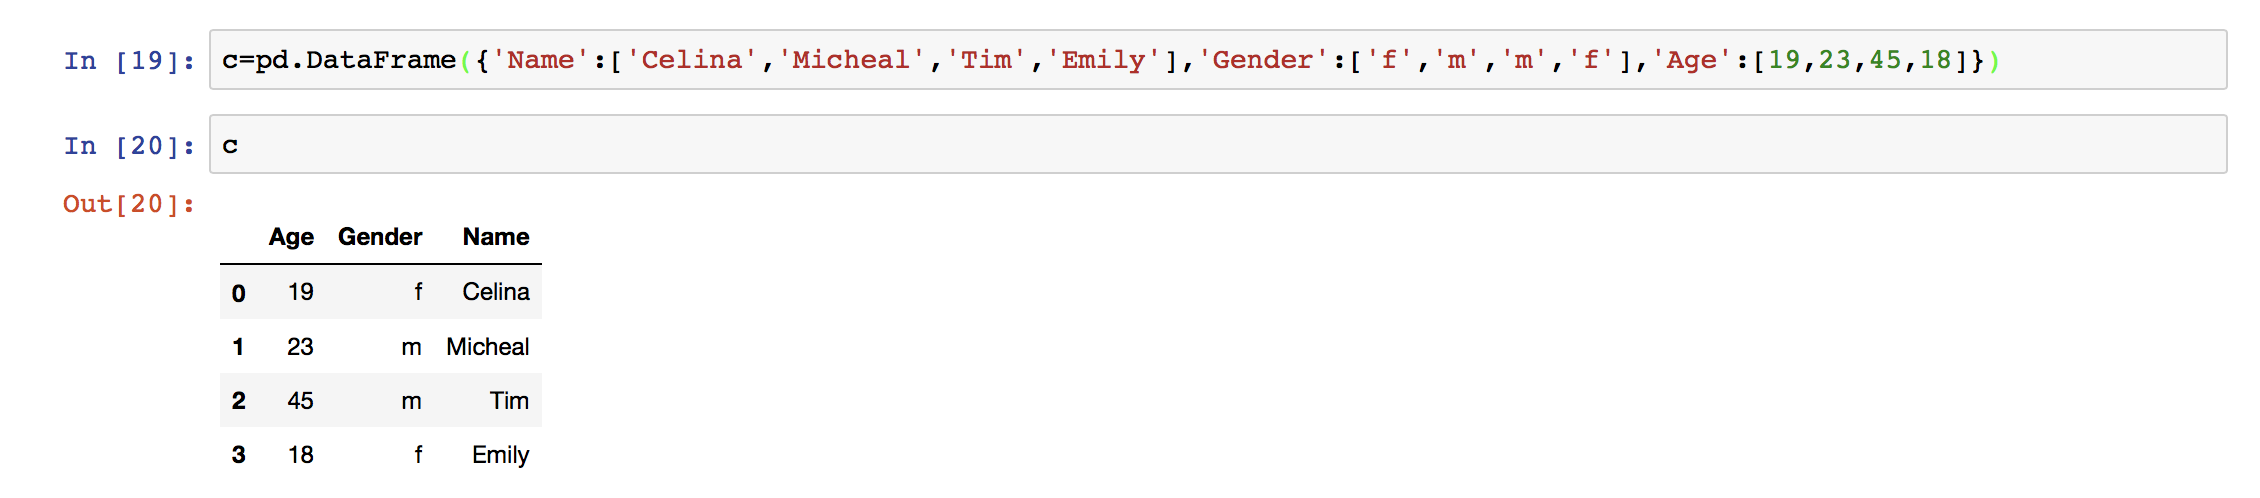 In [19]: c=pd.DataFrame({'Name':['Celina','Micheal','Tim','Emily'],'Gender':['f','m','m','f'],'Age':[19,23,45,18]})
In [20]: c
Out[20]:
Age Gender Name
0 19 f Celina
1 23 m Micheal
2 45 m Tim
3 18 f Emily